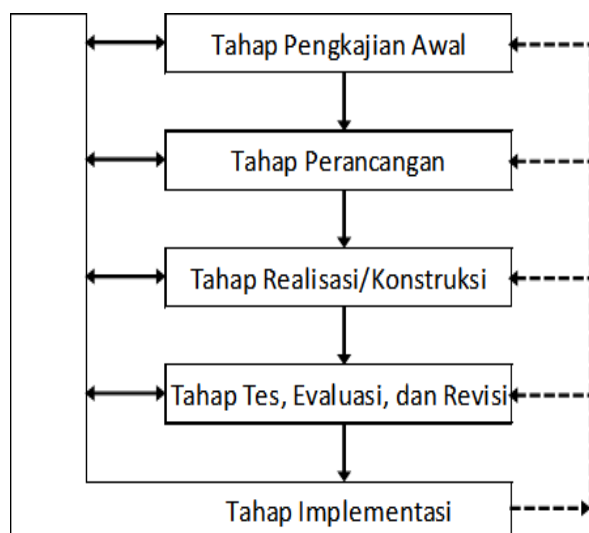 Tahap Pengkajian Awal
Tahap Perancangan
Tahap Realisasi/Konstruksi
Tahap Tes, Evaluasi, dan Revisi
Tahap Implementasi